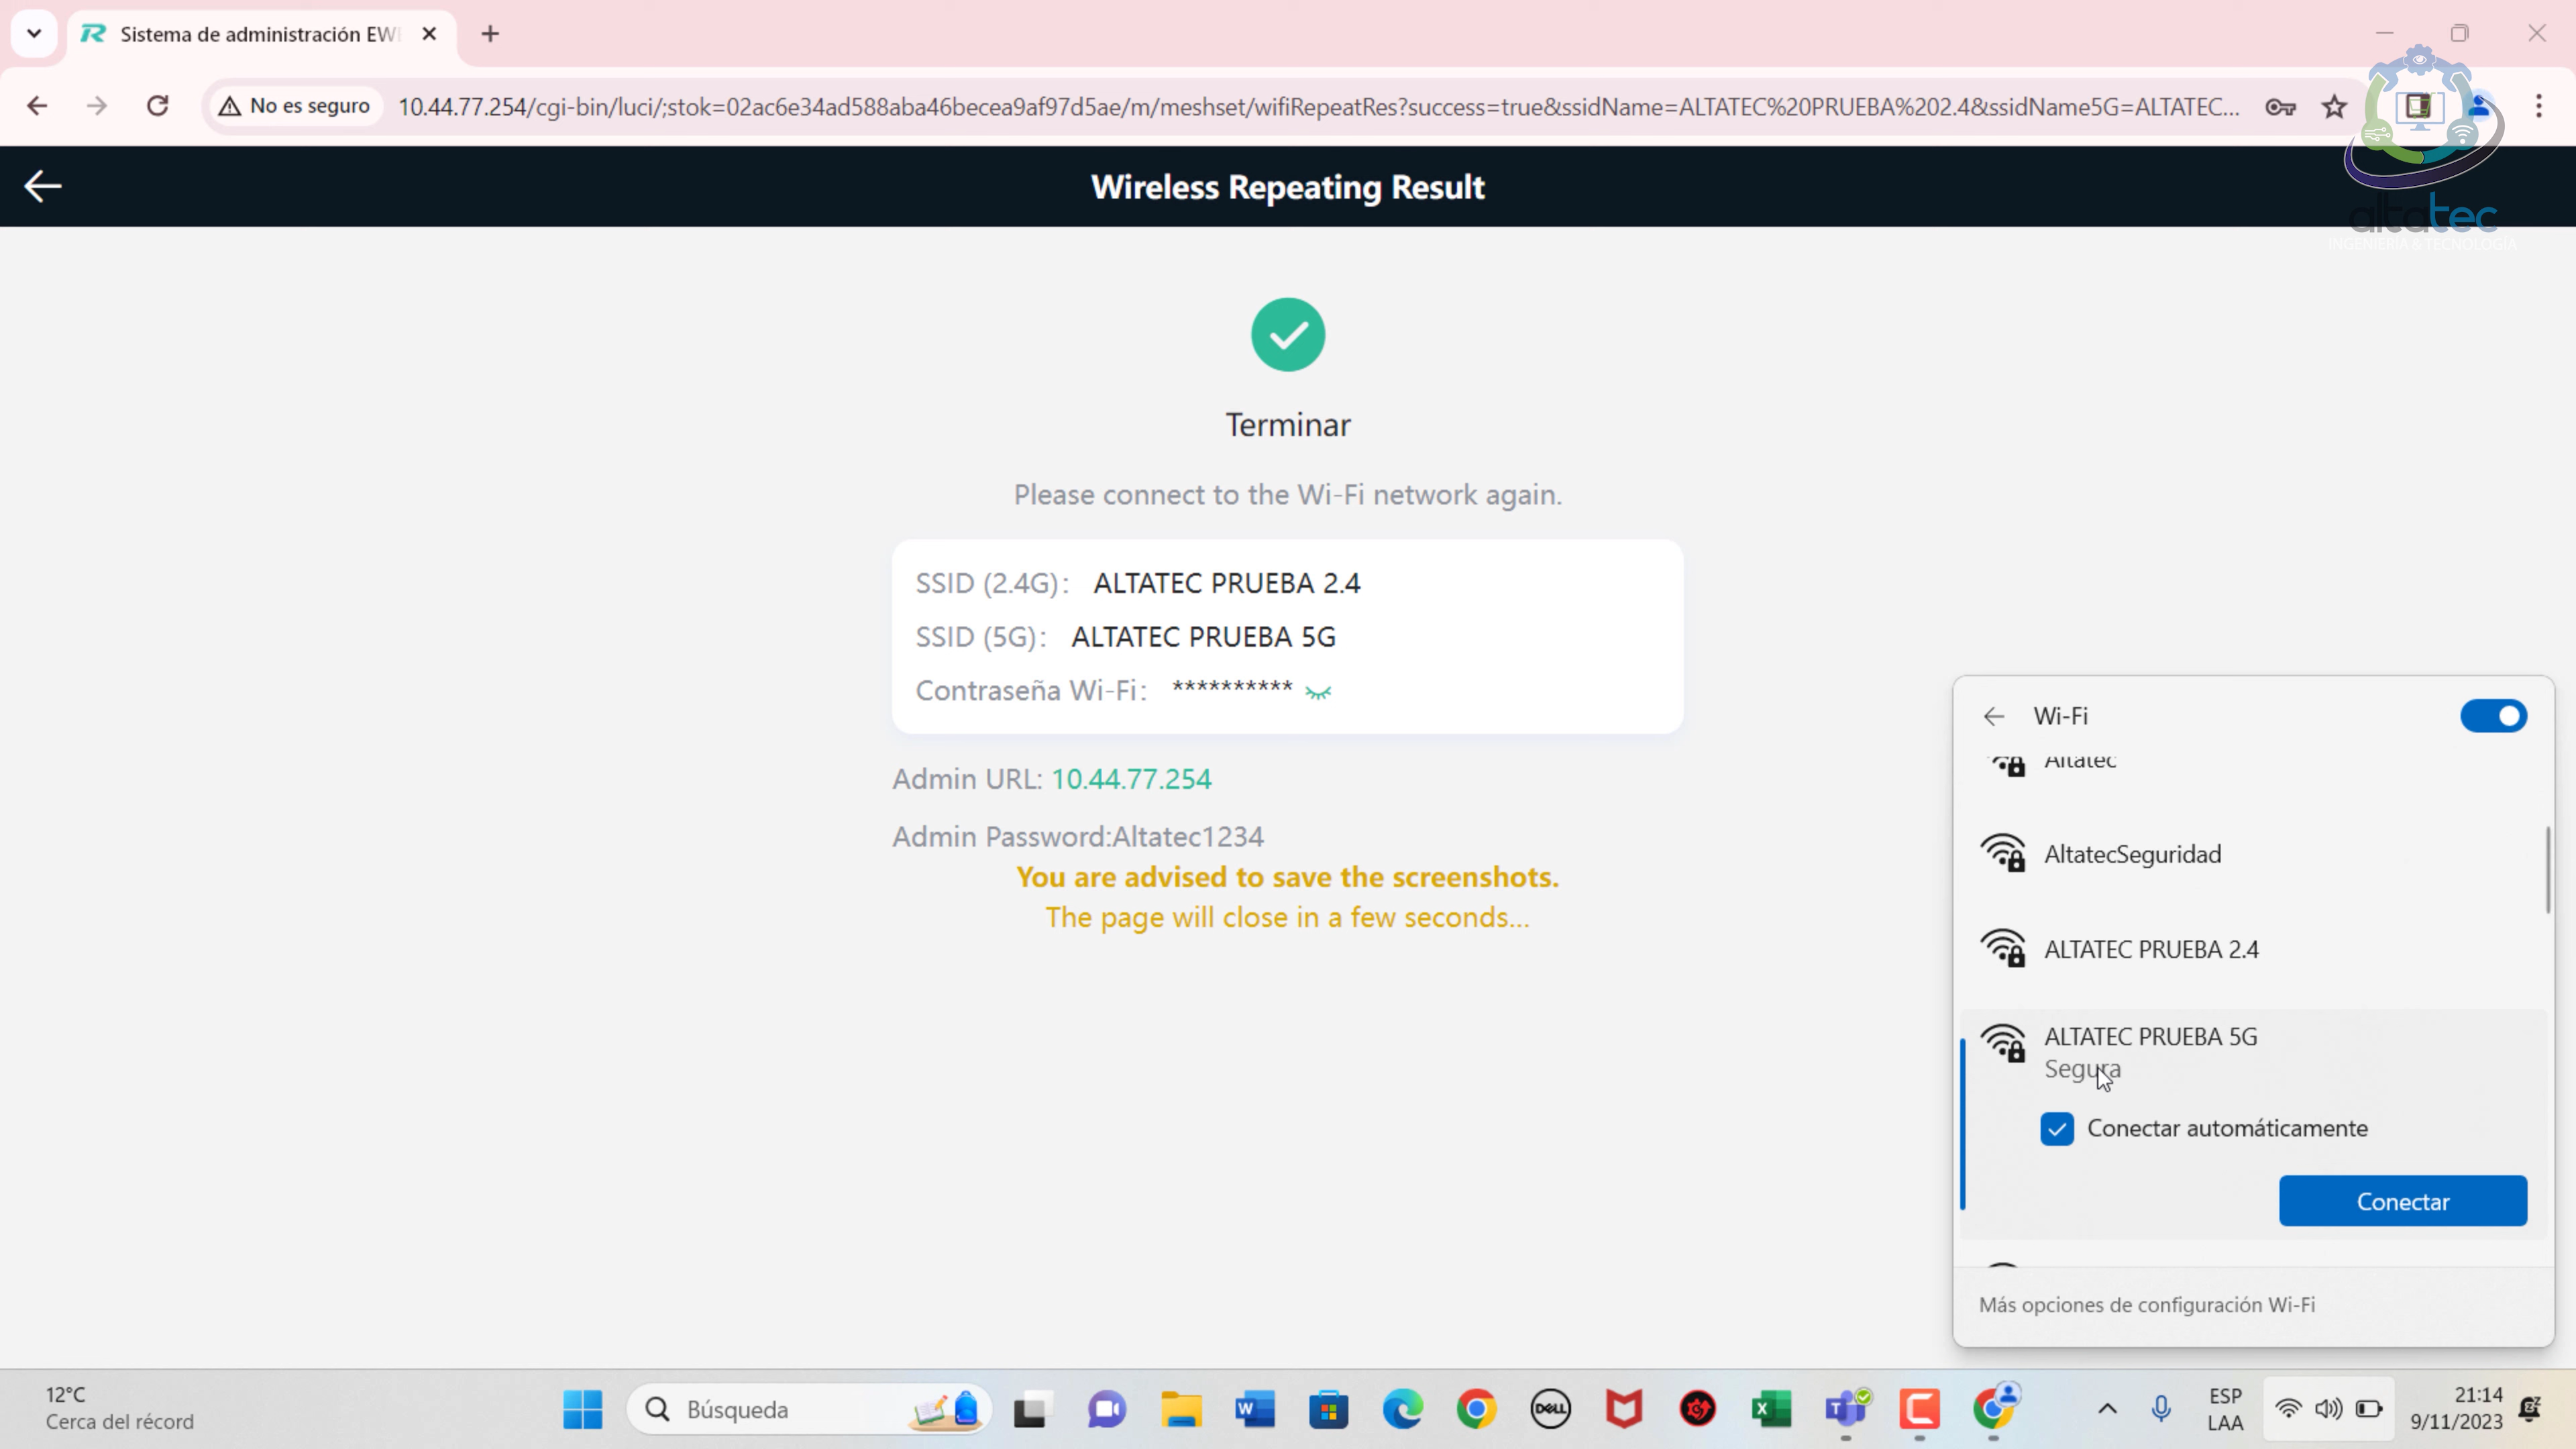 Sistema de administración EW
No es seguro
10.44.77.254/cgi-bin/luci/;stok=02ac6e34ad588aba46becea9af97d5ae/m/meshset/wifiRepeatRes?success=true&ssidName=ALTATEC%20PRUEBA%202.4&ssidName5G=ALTATEC...
Wireless Repeating Result
altatec
INGENIERÍA & TECNOLOGÍA
Terminar
Please connect to the Wi-Fi network again.
SSID (2.4G): ALTATEC PRUEBA 2.4
SSID (5G): ALTATEC PRUEBA 5G
Contraseña Wi-Fi: **********
Admin URL: 10.44.77.254
Admin Password:Altatec1234
You are advised to save the screenshots.
The page will close in a few seconds...
Wi-Fi
Altatec
AltatecSeguridad
ALTATEC PRUEBA 2.4
ALTATEC PRUEBA 5G
Segura
Conectar automáticamente
Conectar
Más opciones de configuración Wi-Fi
12°C
Cerca del récord
Búsqueda
DELL
ESP
LAA
21:14
9/11/2023